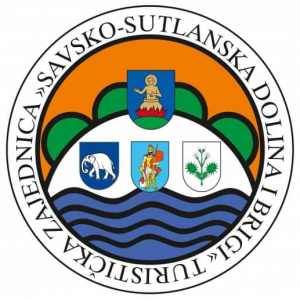 TURISTIČKA ZAJEDNICA »SAVSKO-SUTLANSKA DOLINA I BRIGI«